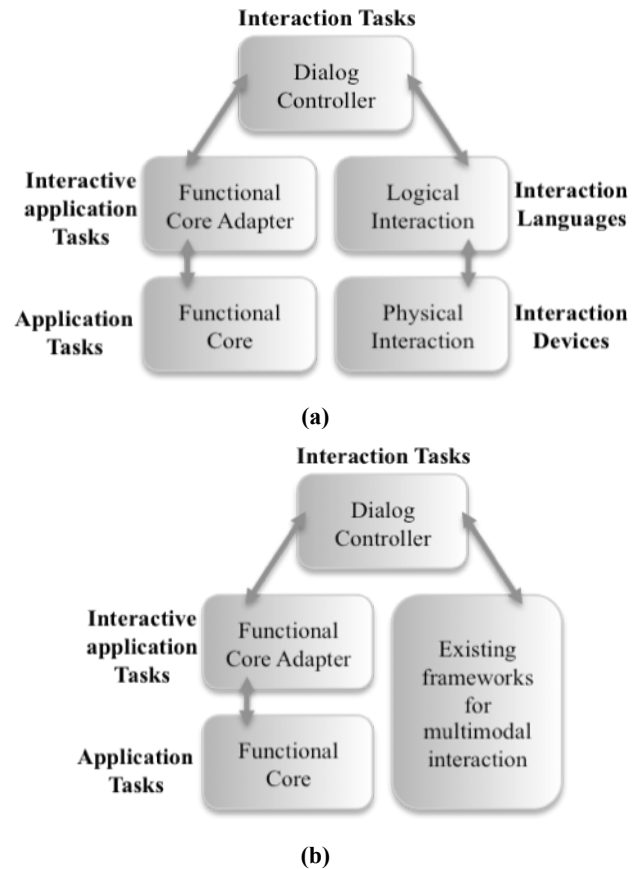 Interaction Tasks
Dialog
Controller
Interactive
application
Tasks
Functional
Core Adapter
Logical
Interaction
Interaction
Languages
Application
Tasks
Functional
Core
Physical
Interaction
Interaction
Devices
(a)
Interaction Tasks
Dialog
Controller
Interactive
application
Tasks
Functional
Core Adapter
Existing
frameworks
for
multimodal
interaction
Application
Tasks
Functional
Core
(b)